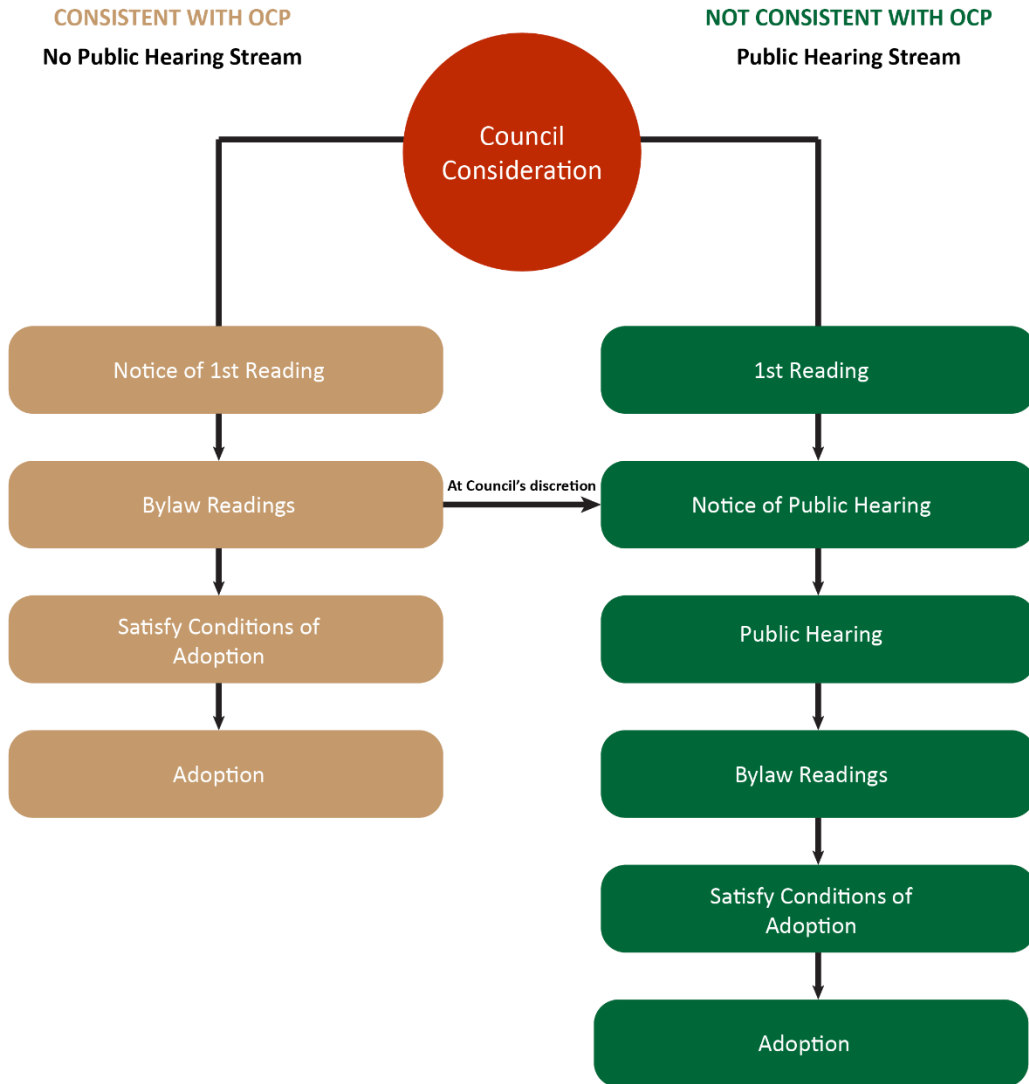 CONSISTENT WITH OCP
No Public Hearing Stream
NOT CONSISTENT WITH OCP
Public Hearing Stream
Council
Consideration
Notice of 1st Reading
Bylaw Readings
At Council's discretion
Satisfy Conditions of
Adoption
Adoption
1st Reading
Notice of Public Hearing
Public Hearing
Bylaw Readings
Satisfy Conditions of
Adoption
Adoption